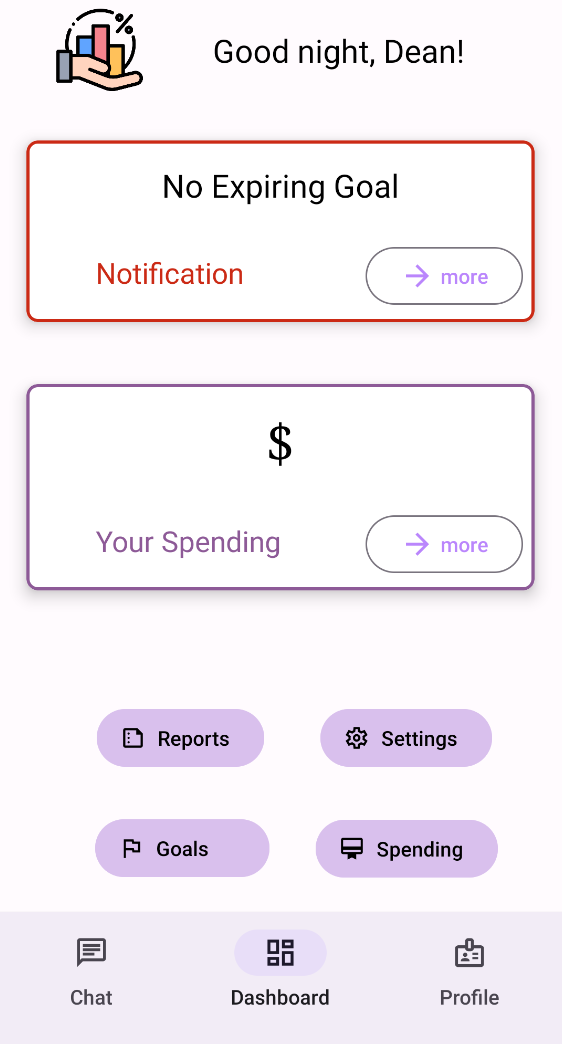 %
Good night, Dean!
No Expiring Goal
Notification
more
$
Your Spending
more
Reports
Settings
Goals
Spending
Chat
Dashboard
Profile